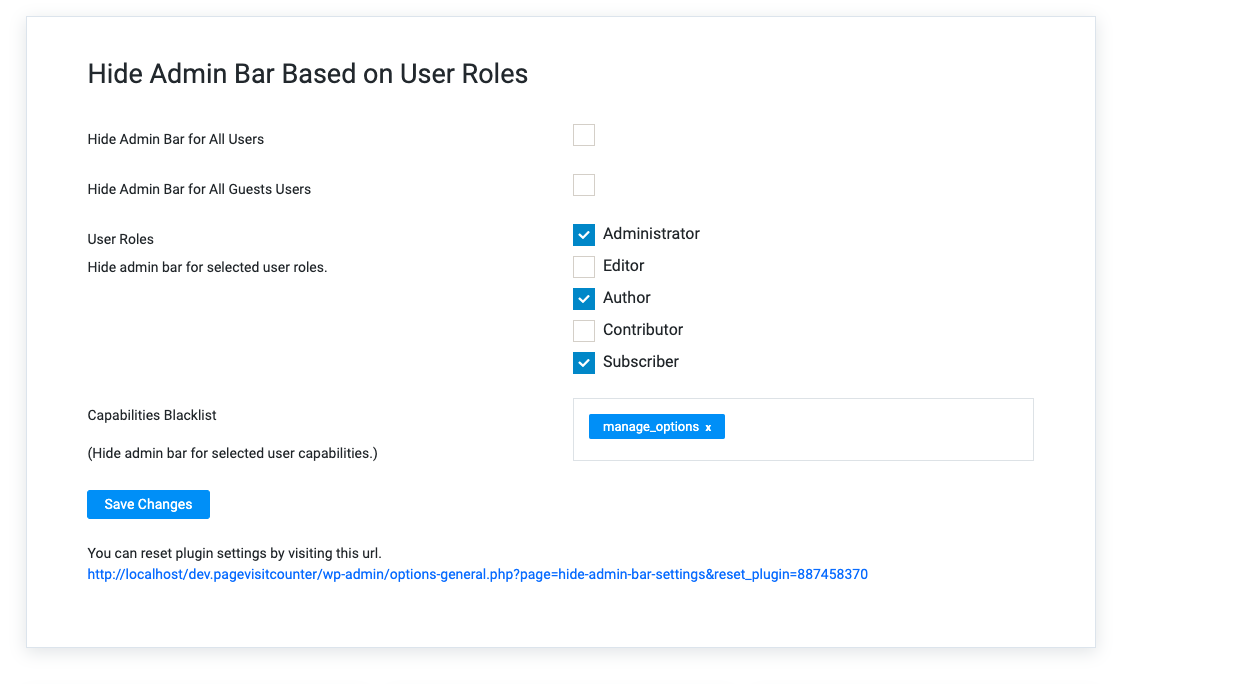 Hide Admin Bar Based on User Roles
Hide Admin Bar for All Users
Hide Admin Bar for All Guests Users
User Roles
Hide admin bar for selected user roles.
Administrator
Editor
Author
Contributor
Subscriber
Capabilities Blacklist
(Hide admin bar for selected user capabilities.)
manage_options x
Save Changes
You can reset plugin settings by visiting this url.
http://localhost/dev.pagevisitcounter/wp-admin/options-general.php?page=hide-admin-bar-settings&reset_plugin=887458370